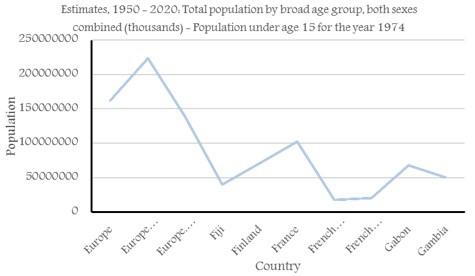 Estimates, 1950 - 2020: Total population by broad age group, both sexes
combined (thousands) - Population under age 15 for the year 1974
250000000
200000000
150000000
100000000
50000000
0
Population
Europe
Europe...
Europe....
Fiji
Finland
France
French...
French...
Gabon
Gambia
Country